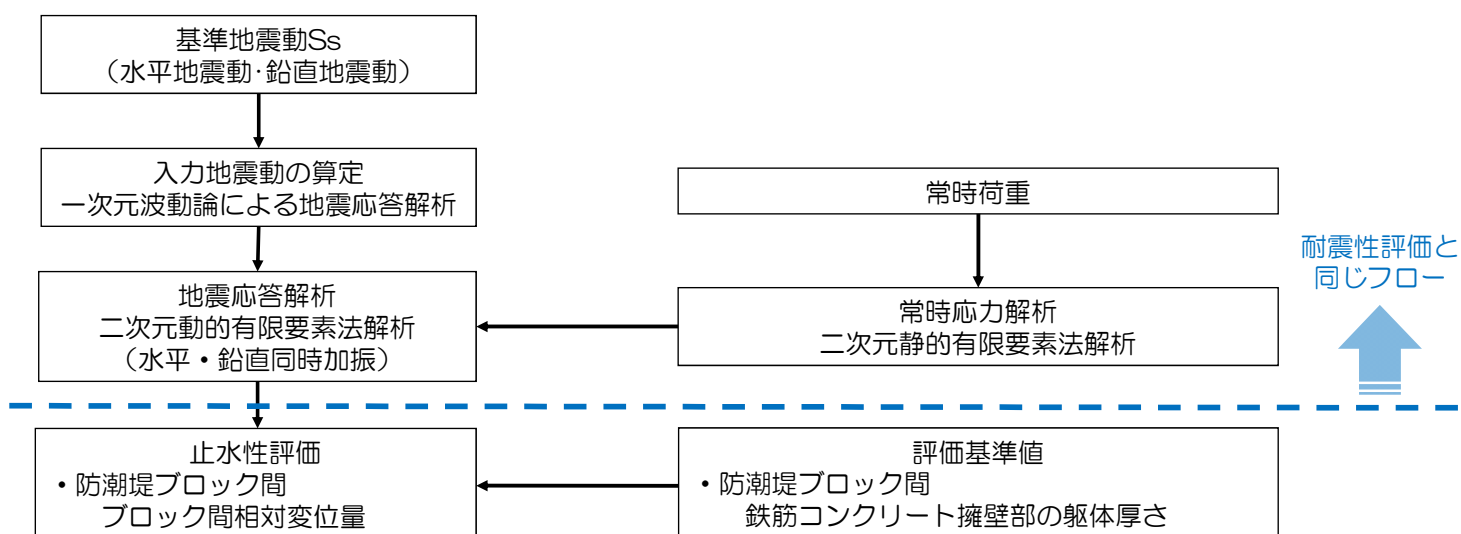 基準地震動Ss
（水平地震動･鉛直地震動）
入力地震動の算定
一次元波動論による地震応答解析
常時荷重
耐震性評価と
同じフロー
地震応答解析
二次元動的有限要素法解析
（水平・鉛直同時加振）
常時応力解析
二次元静的有限要素法解析
止水性評価
・防潮堤ブロック間
ブロック間相対変位量
評価基準値
・防潮堤ブロック間
鉄筋コンクリート擁壁部の躯体厚さ